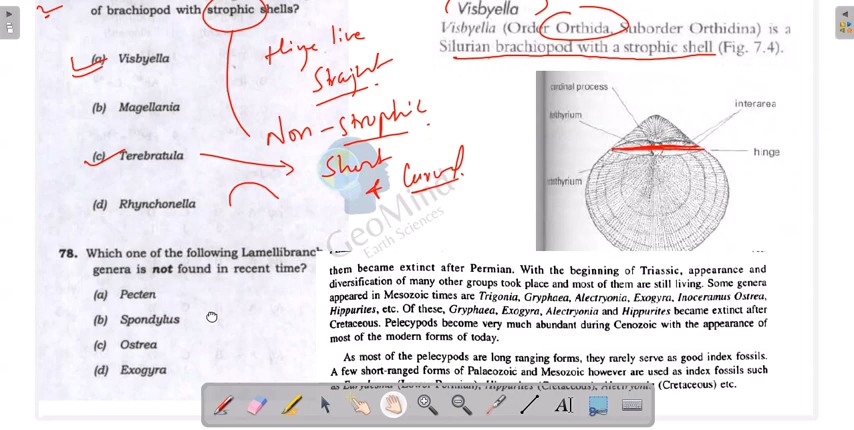 of brachiopod with strophic shells?
(a) Visbyella
(b) Magellania
(c) Terebratula
(d) Rhynchonella
Hinge line
Straight
Non-strophic
Short
& Curved
Visbyella )
Visbyella (Order Orthida, Suborder Orthidina) is a
Silurian brachiopod with a strophic shell (Fig. 7.4).
cardinal process
interarea
hinge
GeoMind
Earth Sciences
78. Which one of the following Lamellibranch
genera is not found in recent time?
(a) Pecten
(b) Spondylus
(c) Ostrea
(d) Exogyra
them became extinct after Permian. With the beginning of Triassic, appearance and
diversification of many other groups took place and most of them are still living. Some genera
appeared in Mesozoic times are Trigonia, Gryphaea, Alectryonia, Exogyra, Inoceramus Ostrea,
Hippurites, etc. Of these, Gryphaea, Exogyra, Alectryonia and Hippurites became extinct after
Cretaceous. Pelecypods become very much abundant during Cenozoic with the appearance of
most of the modern forms of today.
As most of the pelecypods are long ranging forms, they rarely serve as good index fossils.
A few short-ranged forms of Palaeozoic and Mesozoic however are used as index fossils such
(Cretaceous) etc.
AI